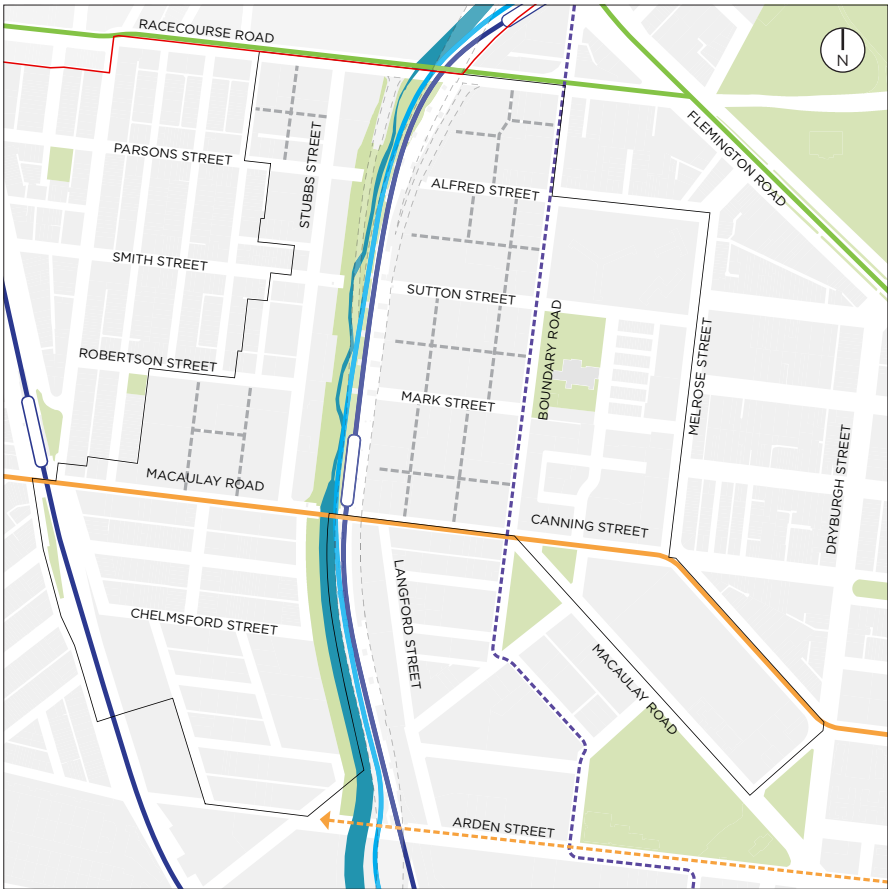 RACECOURSE ROAD
N
FLEMINGTON ROAD
PARSONS STREET
STUBBS STREET
ALFRED STREET
SMITH STREET
SUTTON STREET
BOUNDARY ROAD
MELROSE STREET
ROBERTSON STREET
MARK STREET
DRYBURGH STREET
MACAULAY ROAD
CANNING STREET
LANGFORD STREET
CHELMSFORD STREET
MACAULAY ROAD
ARDEN STREET